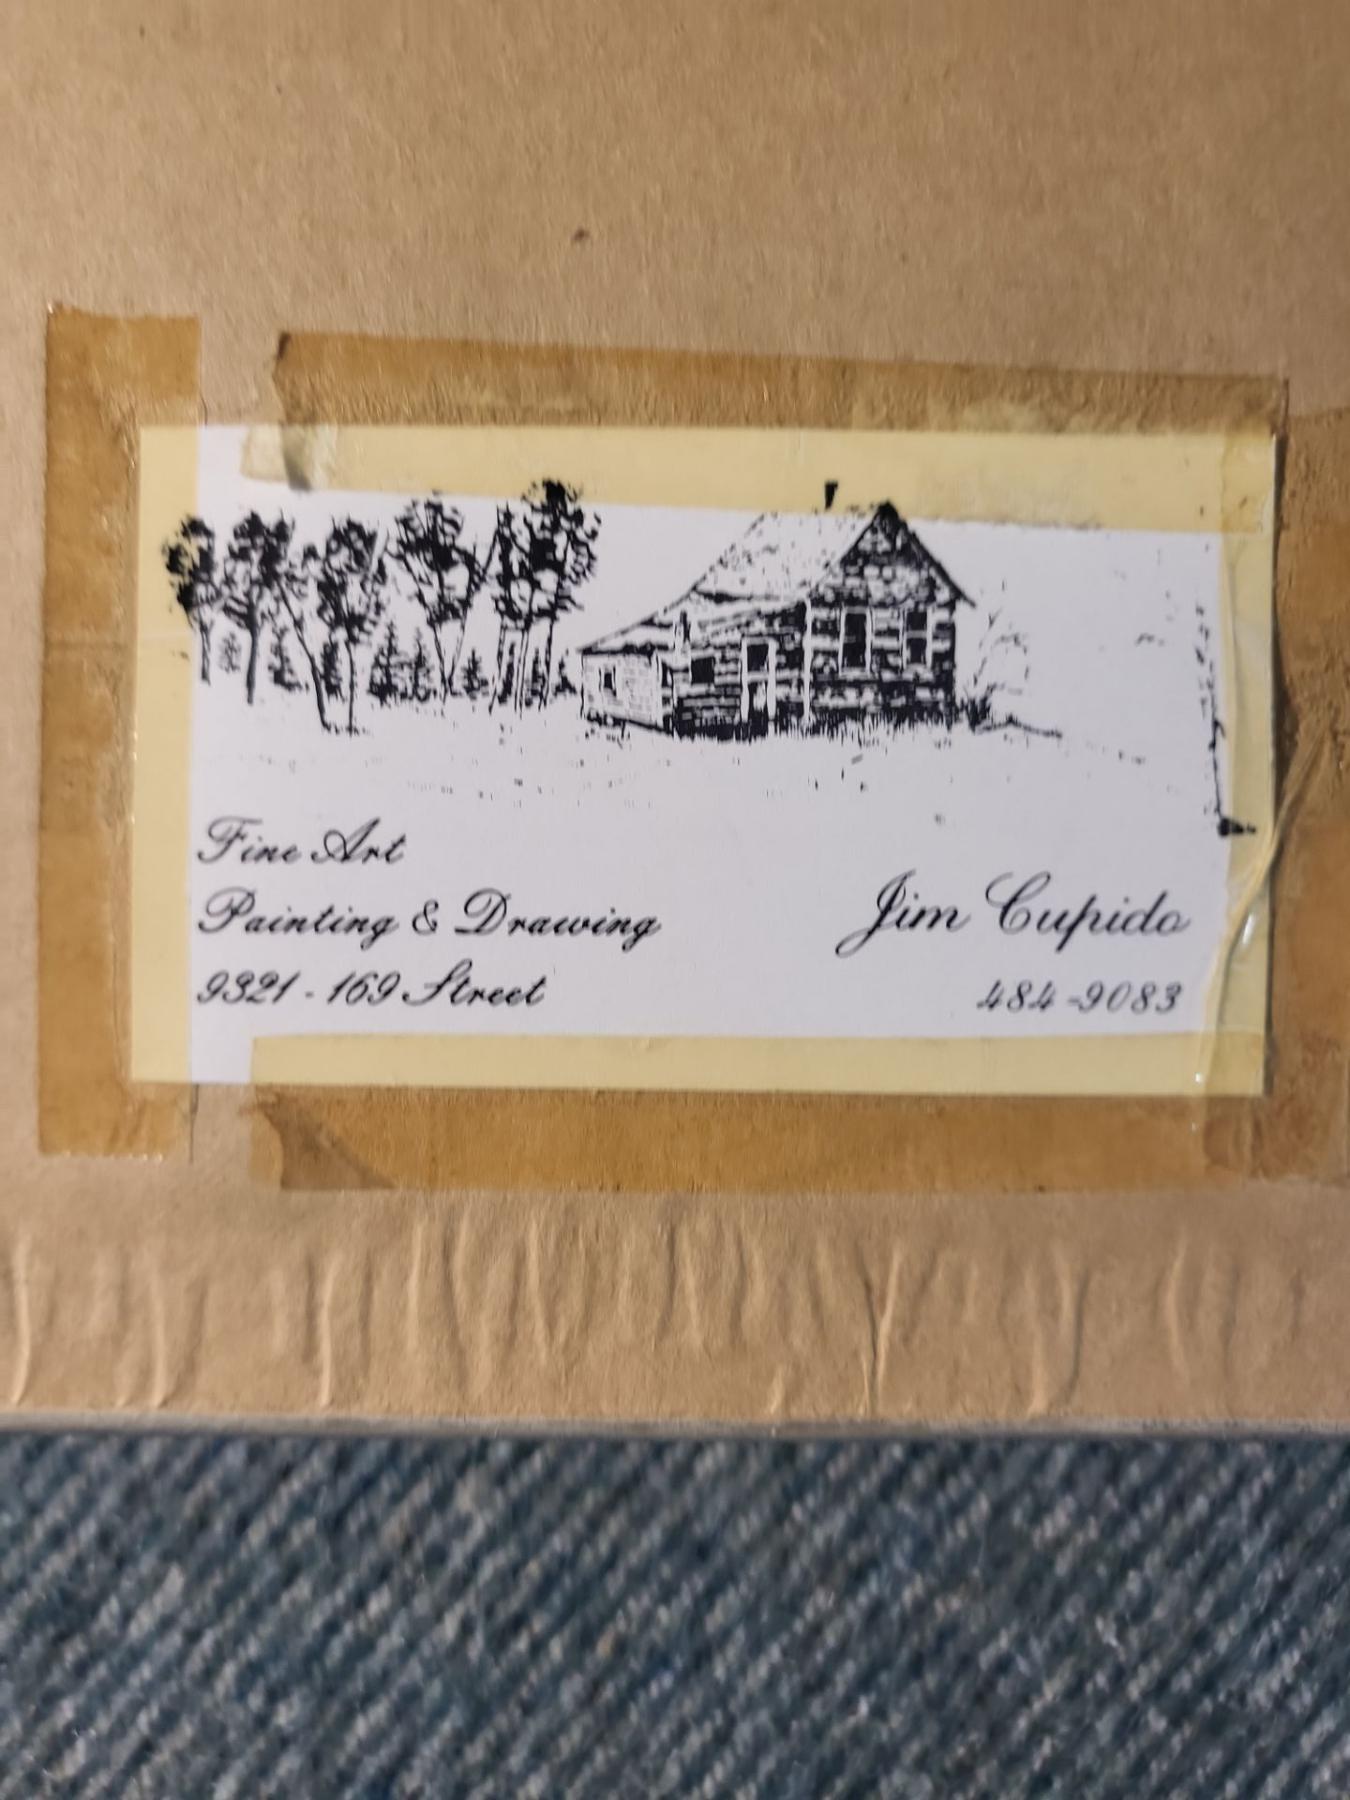 Fine Art
Painting & Drawing
9321 - 169 Street
Jim Cupido
484-9083